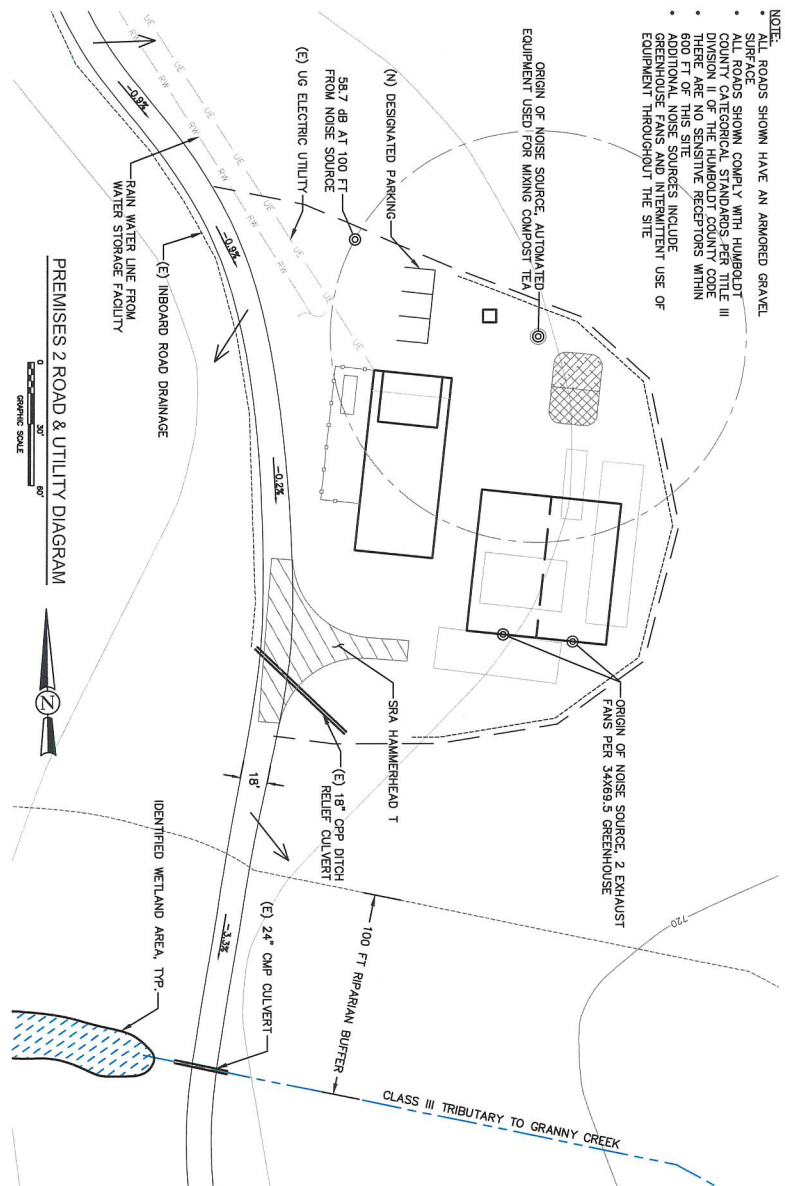 NOTE:
• ALL ROADS SHOWN HAVE AN ARMORED GRAVEL
SURFACE
• ALL ROADS SHOWN COMPLY WITH HUMBOLDT
COUNTY CATEGORICAL STANDARDS PER TITLE III
DIVISION II OF THE HUMBOLDT COUNTY CODE
• THERE ARE NO SENSITIVE RECEPTORS WITHIN
600 FT OF THIS SITE
• ADDITIONAL NOISE SOURCES INCLUDE
GREENHOUSE FANS AND INTERMITTENT USE OF
EQUIPMENT THROUGHOUT THE SITE
ORIGIN OF NOISE SOURCE, AUTOMATED
EQUIPMENT USED FOR MIXING COMPOST TEA
(N) DESIGNATED PARKING
58.7 dB AT 100 FT
FROM NOISE SOURCE
(E) UG ELECTRIC UTILITY
UE
UE
UE
UE
UE
RW
RW
RW
RW
-0.9%
-0.9%
-0.2%
-3.3%
(E) INBOARD ROAD DRAINAGE
RAIN WATER LINE FROM
WATER STORAGE FACILITY
ORIGIN OF NOISE SOURCE, 2 EXHAUST
FANS PER 34X69.5 GREENHOUSE
SRA HAMMERHEAD T
(E) 18" CPP DITCH
RELIEF CULVERT
18'
720
100 FT RIPARIAN BUFFER
(E) 24" CMP CULVERT
IDENTIFIED WETLAND AREA, TYP.
CLASS III TRIBUTARY TO GRANNY CREEK
PREMISES 2 ROAD & UTILITY DIAGRAM
0 30' 60'
GRAPHIC SCALE
N